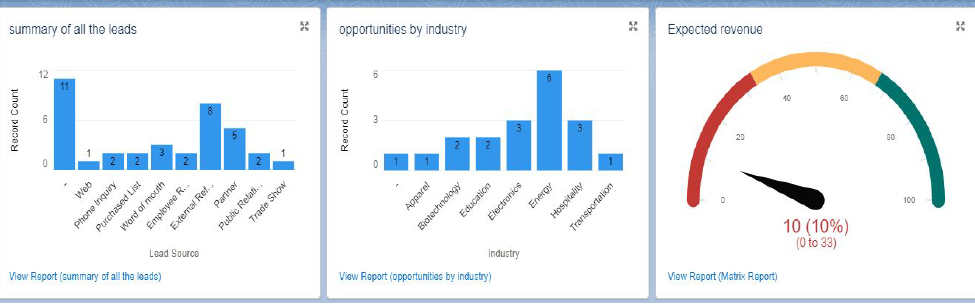 summary of all the leads
Record Count
12
6
0
11
1
2
2
3
2
8
5
2
1
-
Web
Phone Inquiry
Purchased List
Word of mouth
Employee R...
External Ref...
Partner
Public Relati...
Trade Show
Lead Source
View Report (summary of all the leads)
opportunities by industry
Record Count
6
3
0
1
1
2
2
3
6
3
1
-
Apparel
Biotechnology
Education
Electronics
Energy
Hospitality
Transportation
Industry
View Report (opportunities by industry)
Expected revenue
0
20
40
60
80
100
10 (10%)
(0 to 33)
View Report (Matrix Report)